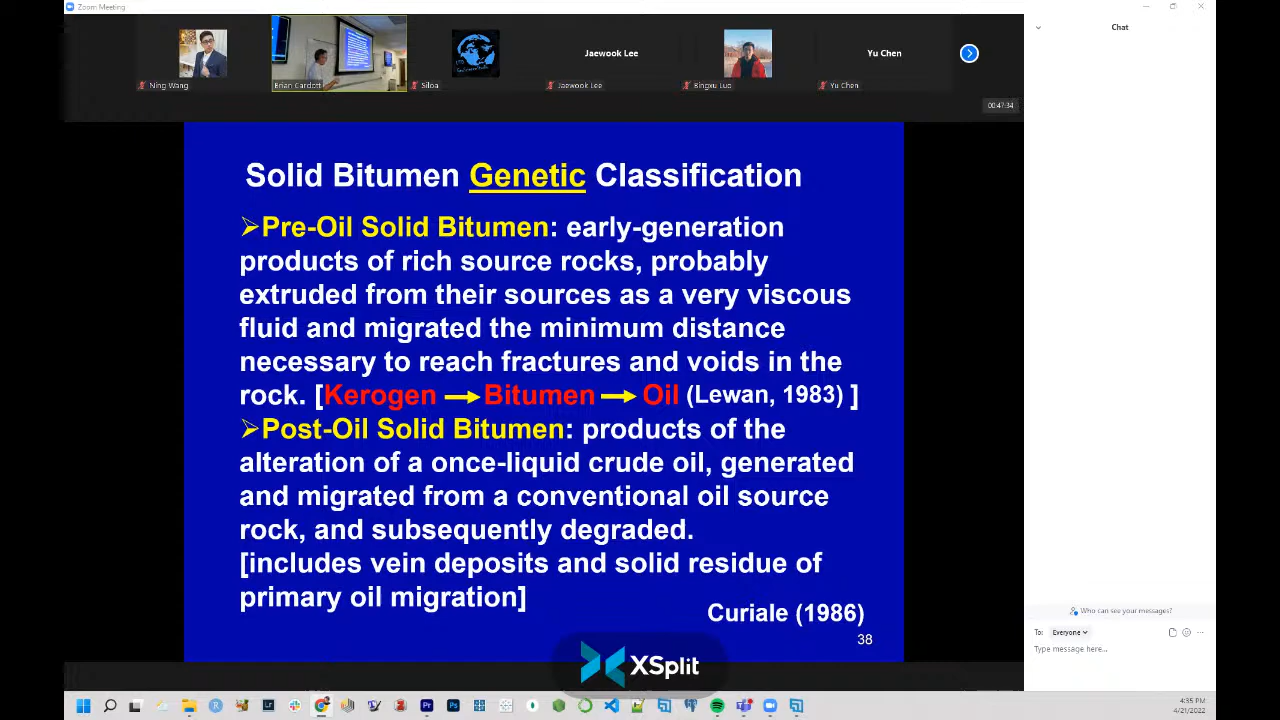 Zoom Meeting
Chat
Jaewook Lee
Yu Chen
Ning Wang
Brian Cardott
Siloa
Jaewook Lee
Bingxu Luo
Yu Chen
00:47:34
Solid Bitumen Genetic Classification
➢Pre-Oil Solid Bitumen: early-generation
products of rich source rocks, probably
extruded from their sources as a very viscous
fluid and migrated the minimum distance
necessary to reach fractures and voids in the
rock. [Kerogen → Bitumen → Oil (Lewan, 1983) ]
➢Post-Oil Solid Bitumen: products of the
alteration of a once-liquid crude oil, generated
and migrated from a conventional oil source
rock, and subsequently degraded.
[includes vein deposits and solid residue of
primary oil migration]
Curiale (1986)
38
Who can see your messages?
To: Everyone
Type message here...
XSplit
4:35 PM
4/21/2022